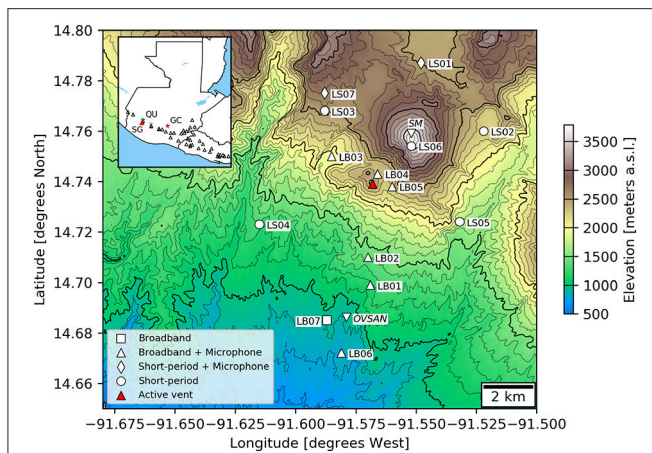 14.80
14.78
14.76
14.74
14.72
14.70
14.68
14.66
Latitude [degrees North]
QU
GC
SG
LS01
LS07
LS03
SM
LS02
LS06
LB03
LB04
LB05
LS04
LS05
LB02
LB01
LB07
OVSAN
LB06
Broadband
Broadband + Microphone
Short-period + Microphone
Short-period
Active vent
2 km
−91.675
−91.650
−91.625
−91.600
−91.575
−91.550
−91.525
−91.500
Longitude [degrees West]
3500
3000
2500
2000
1500
1000
500
Elevation [meters a.s.l.]